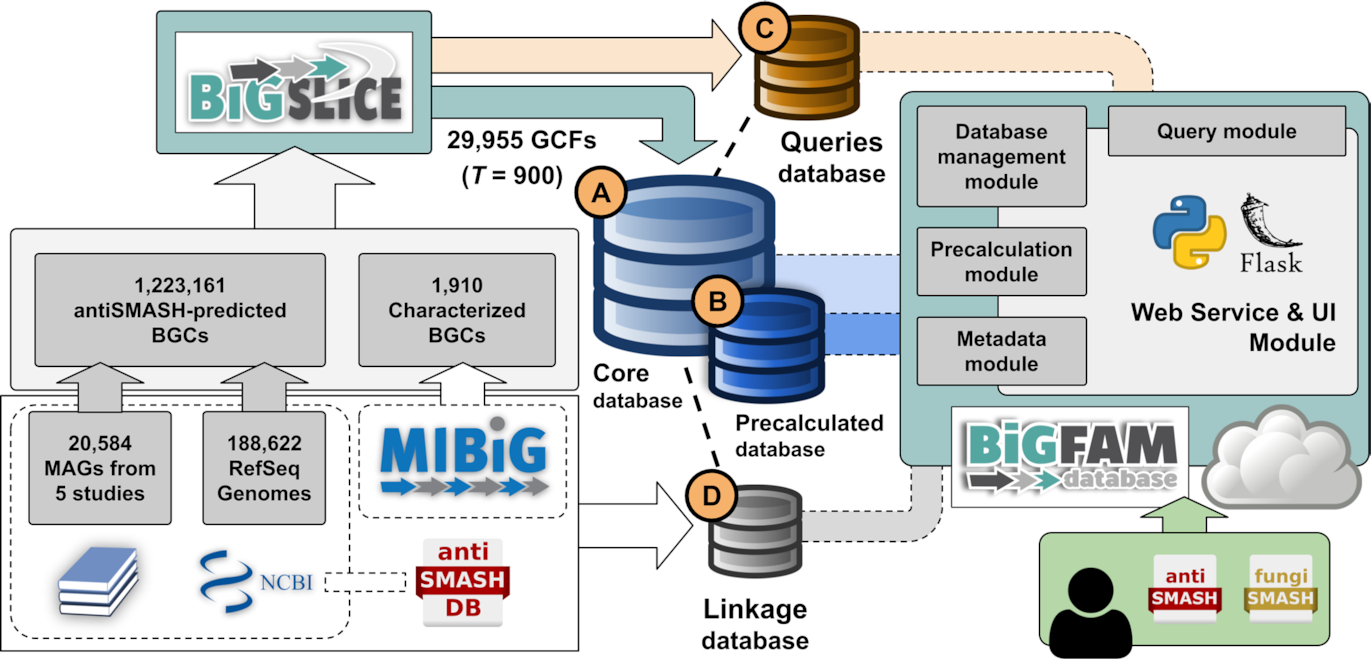 BiG SLICE
29,955 GCFs
(T = 900)
1,223,161
antiSMASH-predicted
BGCs
1,910
Characterized
BGCs
20,584
MAGs from
5 studies
188,622
RefSeq
Genomes
MIBiG
NCBI
anti
SMASH
DB
C
Queries
database
A
Core
database
B
Precalculated
database
D
Linkage
database
Database
management
module
Query module
Precalculation
module
Metadata
module
Flask
Web Service & UI
Module
BiGFAM
database
anti
SMASH
fungi
SMASH